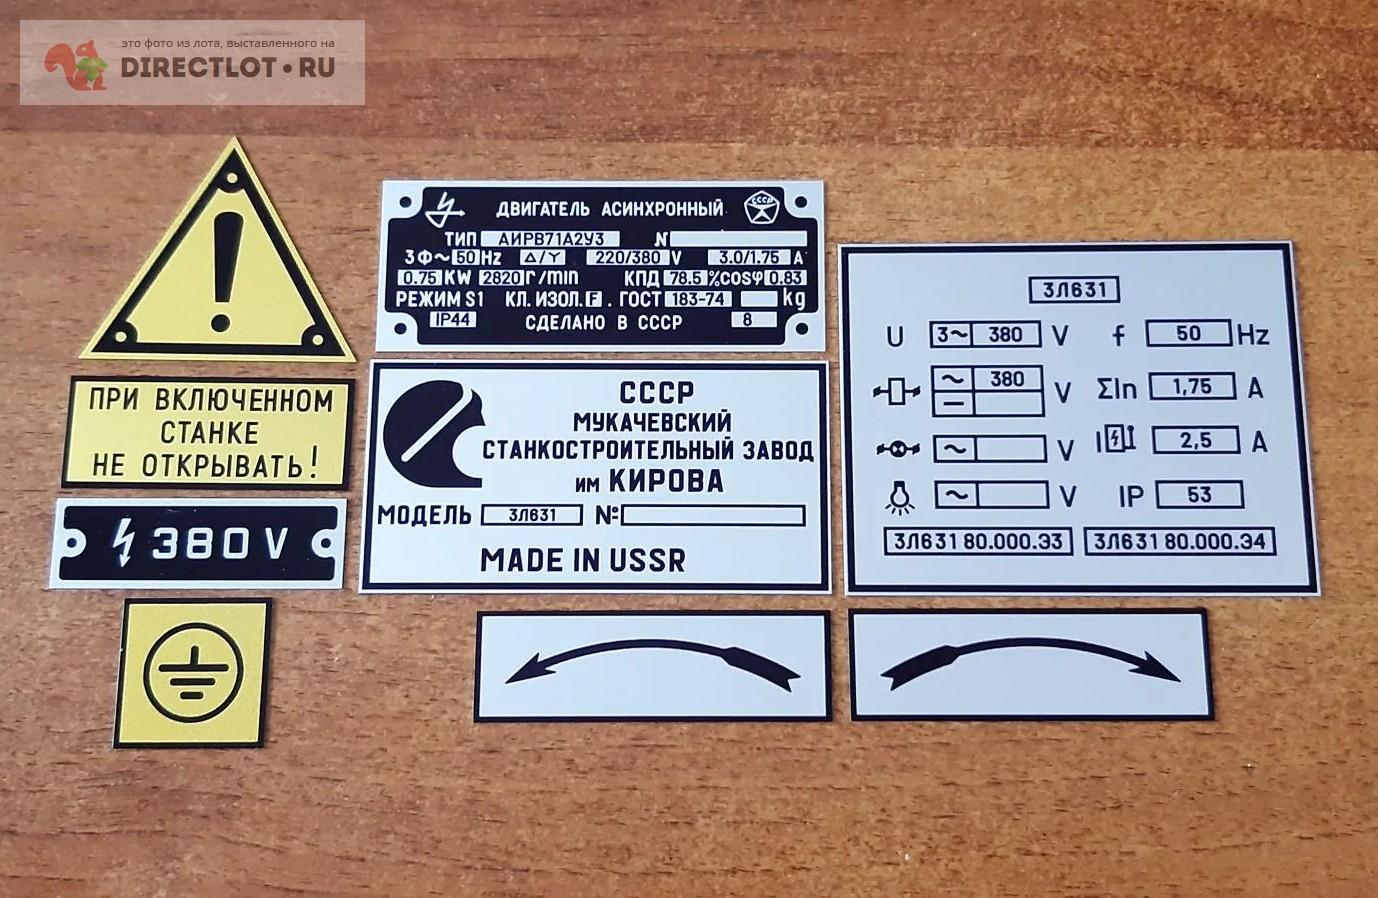 это фото из лота, выставленного на
DIRECTLOT•RU
ДВИГАТЕЛЬ АСИНХРОННЫЙ
СССР
ТИП АИРВ71А2У3 №
3Ф~ 50 Hz Δ/Y 220/380 V 3.0/1.75 А
0.75 KW 2820 Г/min КПД 78.5 % cosφ 0.83
РЕЖИМ S1 КЛ. ИЗОЛ. F . ГОСТ 183-74 kg
IP44 СДЕЛАНО В СССР 8
ПРИ ВКЛЮЧЕННОМ
СТАНКЕ
НЕ ОТКРЫВАТЬ!
380V
СССР
МУКАЧЕВСКИЙ
СТАНКОСТРОИТЕЛЬНЫЙ ЗАВОД
им КИРОВА
МОДЕЛЬ 3Л631 №:
MADE IN USSR
3Л631
U 3~ 380 V f 50 Hz
~ 380 V ΣIn 1,75 A
—
~ V I 2,5 A
~ V IP 53
3Л631 80.000.Э3 3Л631 80.000.Э4